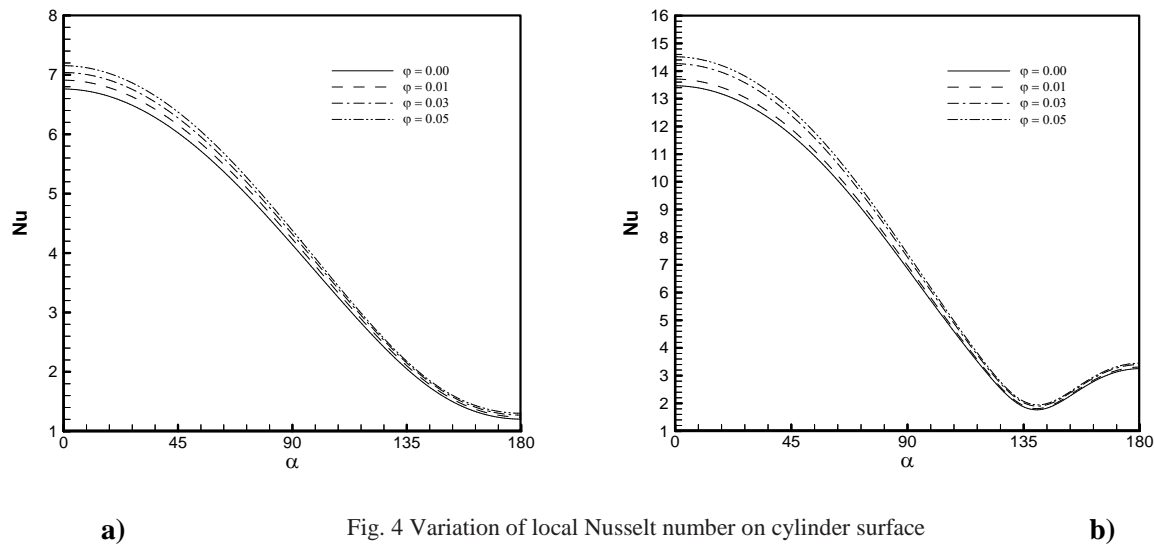 8
7
6
5
4
3
2
1
Nu
0 45 90 135 180
α
φ = 0.00
φ = 0.01
φ = 0.03
φ = 0.05
16
15
14
13
12
11
10
9
8
7
6
5
4
3
2
1
Nu
0 45 90 135 180
α
φ = 0.00
φ = 0.01
φ = 0.03
φ = 0.05
a) Fig. 4 Variation of local Nusselt number on cylinder surface b)